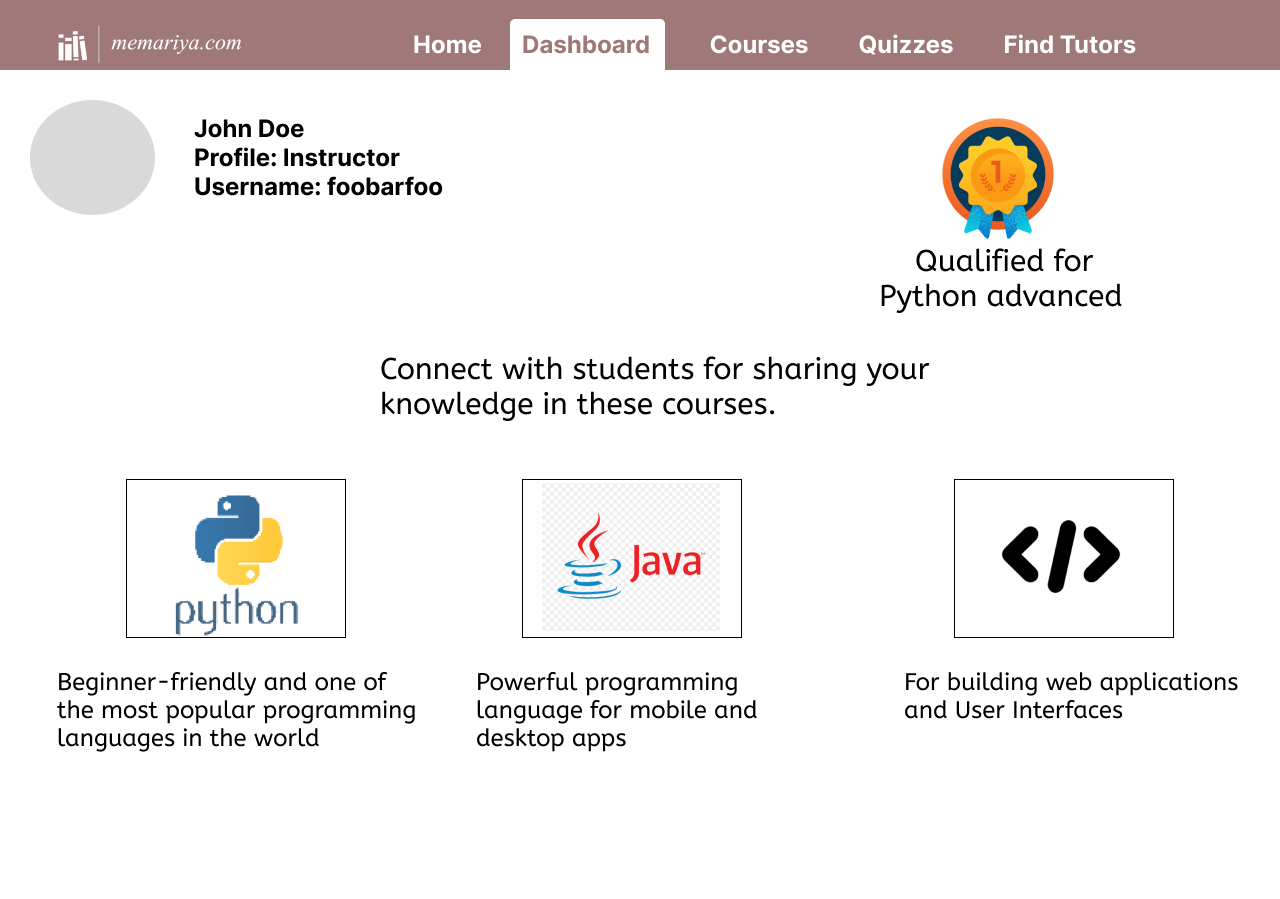 memariya.com
Home Dashboard Courses Quizzes Find Tutors
John Doe
Profile: Instructor
Username: foobarfoo
1
Qualified for
Python advanced
Connect with students for sharing your
knowledge in these courses.
python
Java
</>
Beginner-friendly and one of
the most popular programming
languages in the world
Powerful programming
language for mobile and
desktop apps
For building web applications
and User Interfaces